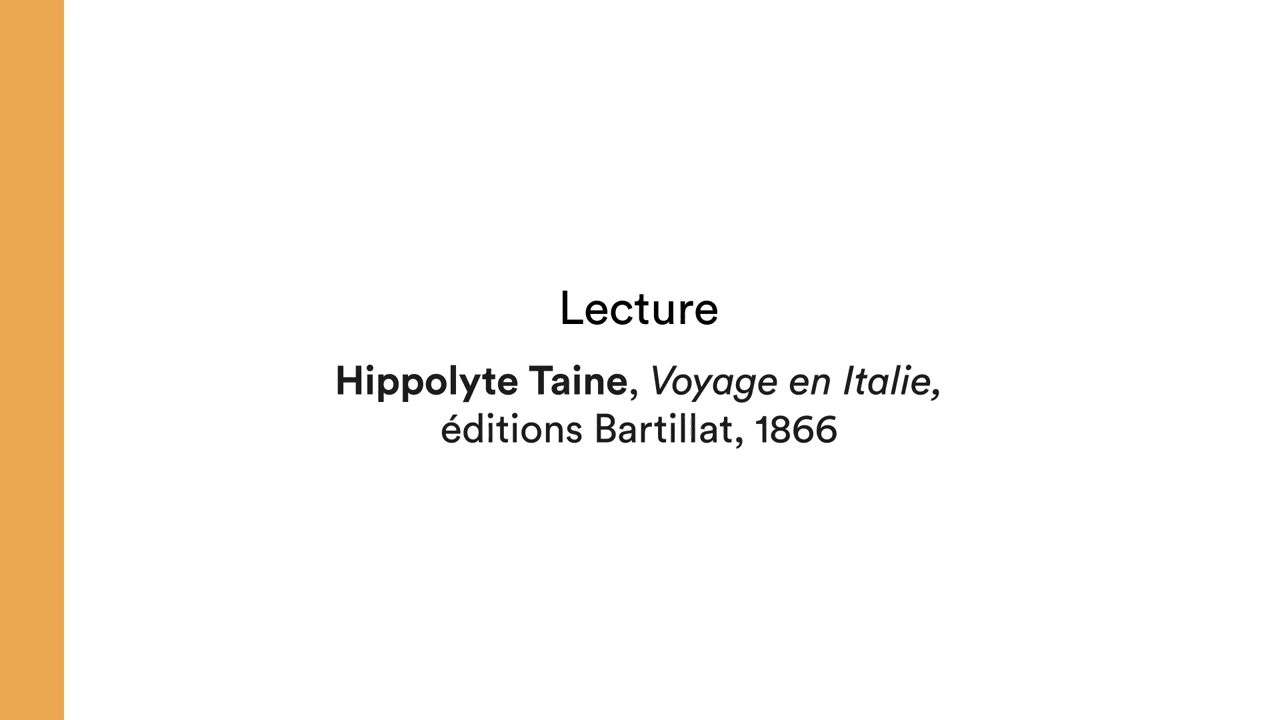 Lecture
Hippolyte Taine, Voyage en Italie,
éditions Bartillat, 1866